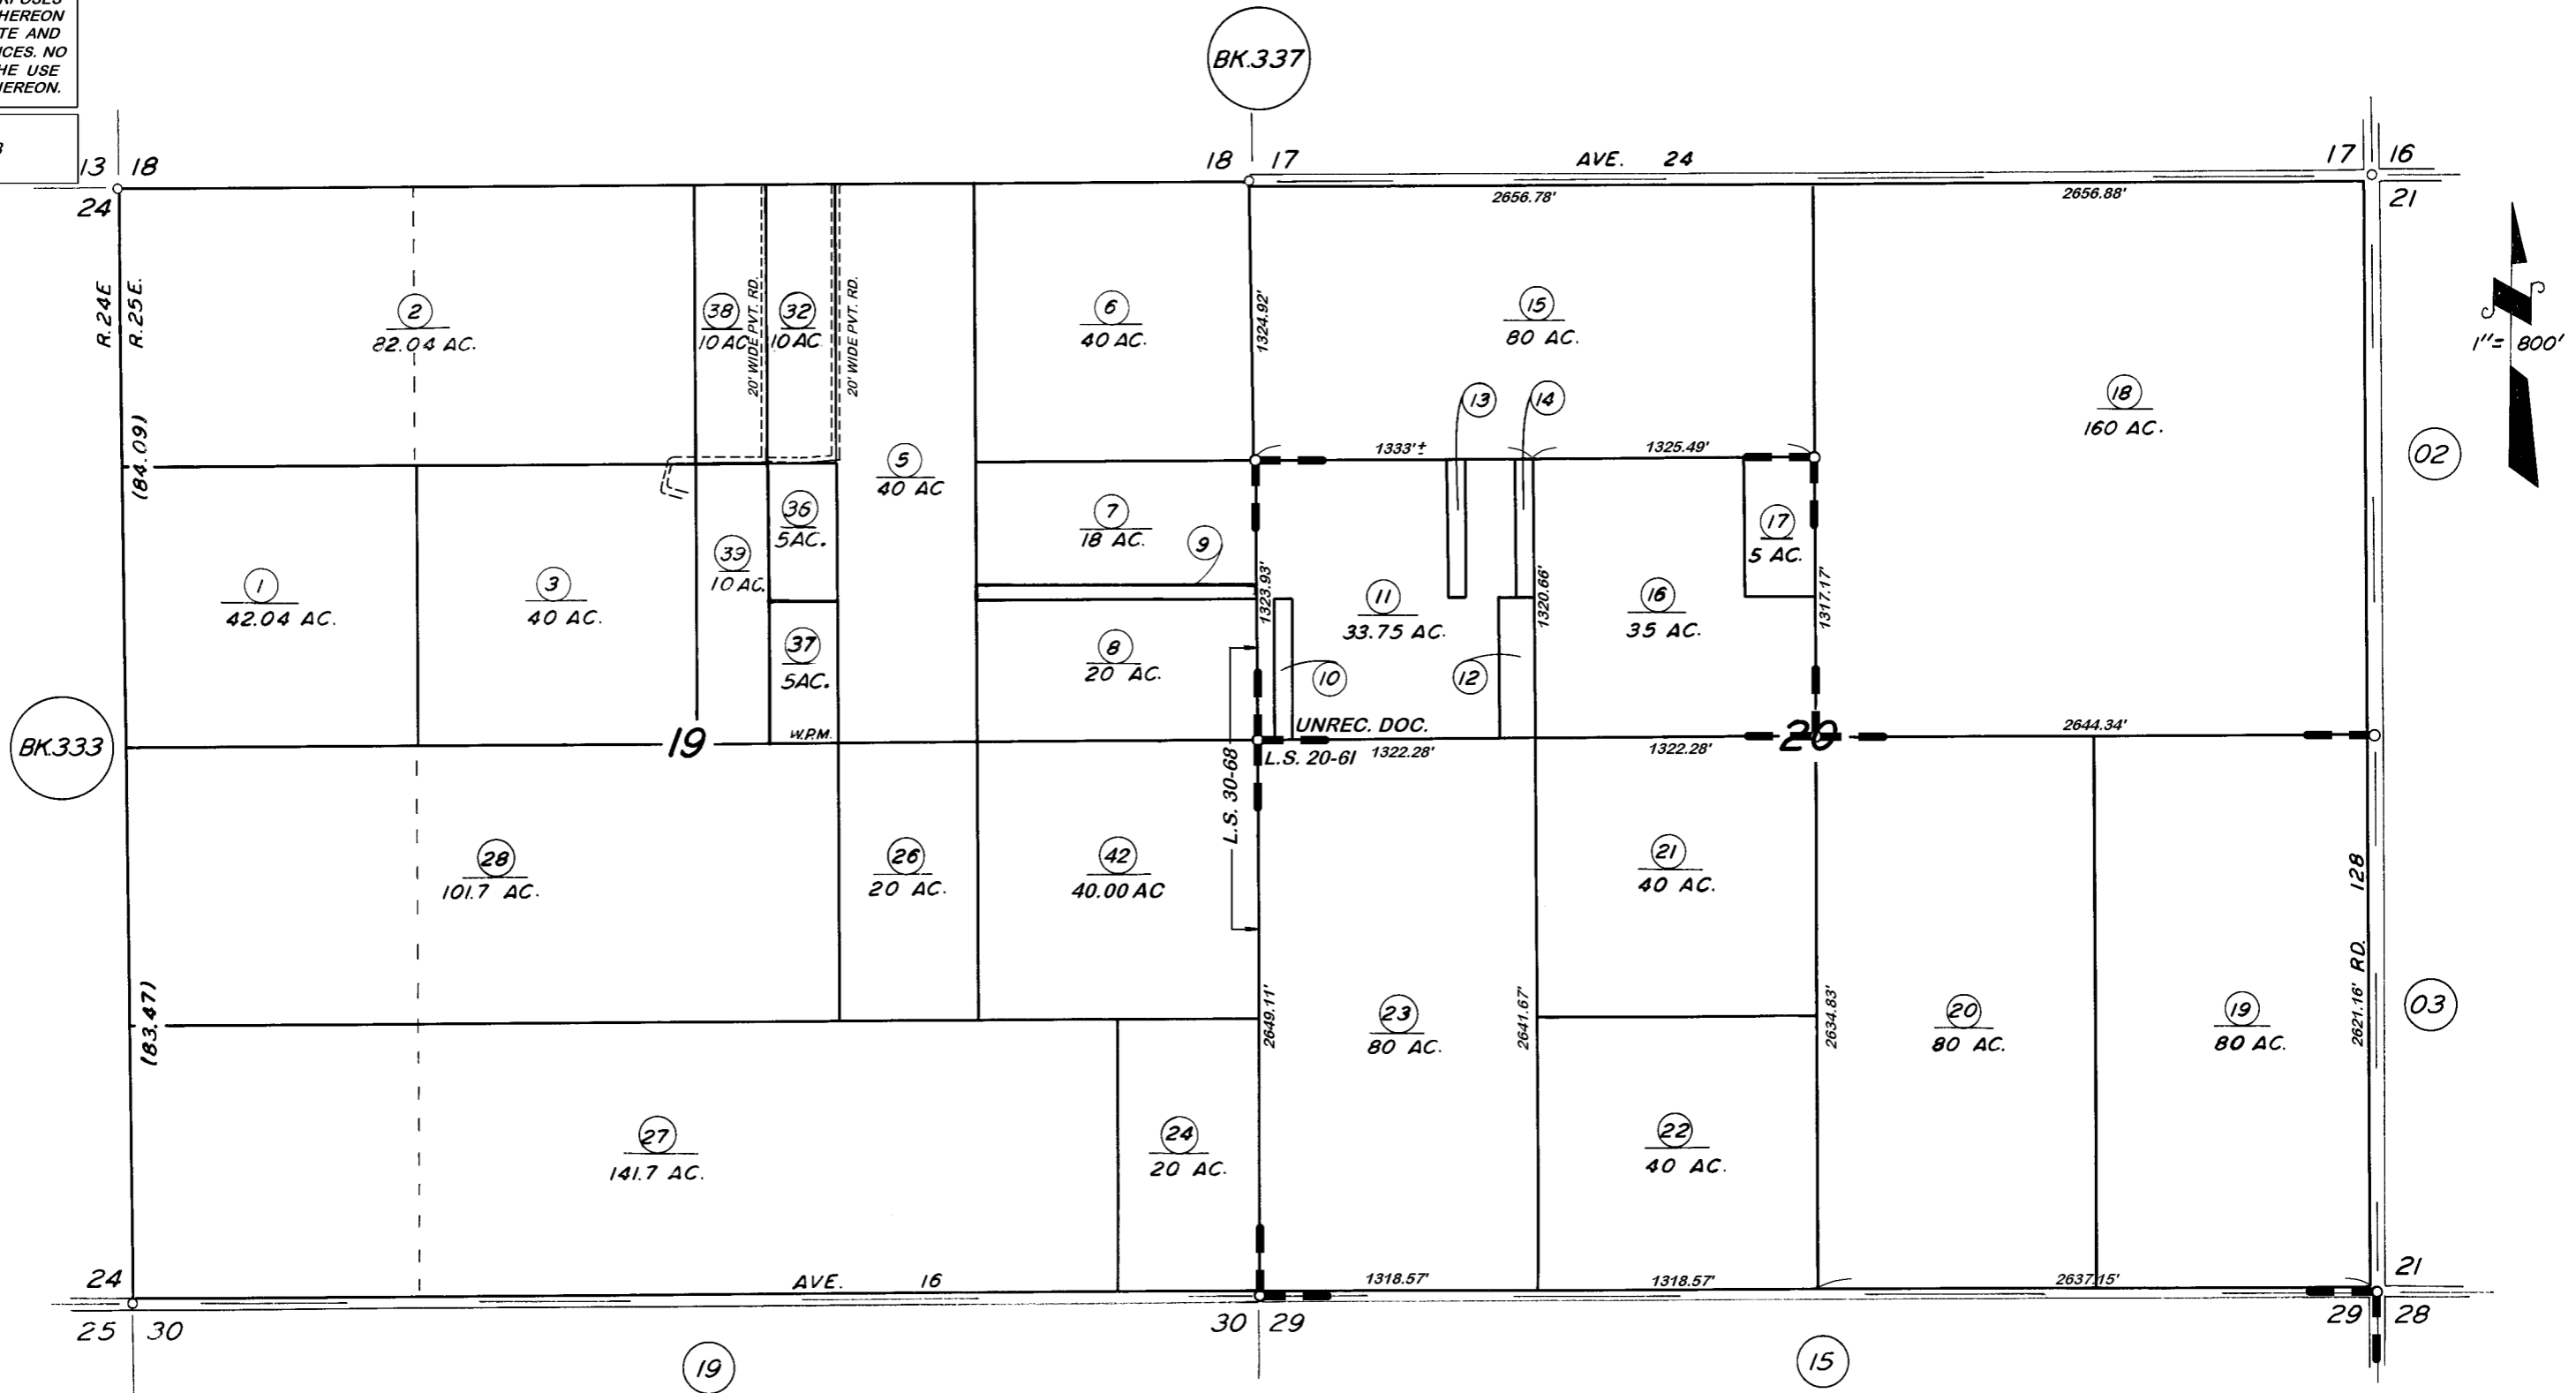 HEREON
TE AND
ICES. NO
HE USE
HEREON.
BK.337
13 18
18 17
AVE. 24
17 16
24
2656.78'
2656.88'
21
R.24E
R.25E.
2
82.04 AC.
38
10 AC.
20' WIDE PVT. RD.
32
10 AC
20' WIDE PVT. RD.
6
40 AC.
1324.92'
15
80 AC.
1"= 800'
18
160 AC.
13
14
(84.09)
5
40 AC
1333'±
1325.49'
02
36
5AC.
7
18 AC.
9
17
5 AC.
39
10 AC.
1
42.04 AC.
3
40 AC.
1323.93'
11
33.75 AC.
1320.66'
16
35 AC.
1317.17'
37
5AC.
8
20 AC.
10
12
BK.333
19
W.P.M.
UNREC. DOC.
L.S. 20-61
1322.28'
1322.28'
20
2644.34'
L.S. 30-68
28
101.7 AC.
26
20 AC.
42
40.00 AC
21
40 AC.
128
2621.16' RD.
(83.47)
2649.11'
23
80 AC.
2641.67'
2634.83'
20
80 AC.
19
80 AC.
03
27
141.7 AC.
24
20 AC.
22
40 AC.
24
AVE. 16
1318.57'
1318.57'
2637.15'
21
25 30
30 29
29 28
19
15